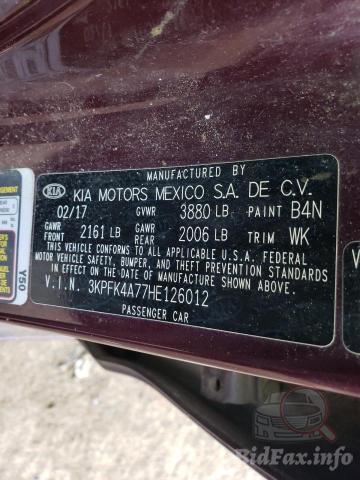 MANUFACTURED BY
KIA KIA MOTORS MEXICO S.A. DE C.V.
02/17 GVWR 3880 LB PAINT B4N
GAWR FRONT 2161 LB GAWR REAR 2006 LB TRIM WK
THIS VEHICLE CONFORMS TO ALL APPLICABLE U.S.A. FEDERAL
MOTOR VEHICLE SAFETY, BUMPER, AND THEFT PREVENTION STANDARDS
IN EFFECT ON THE DATE OF MANUFACTURE SHOWN ABOVE.
V.I.N. 3KPFK4A77HE126012
PASSENGER CAR
Y50
BidFax.info